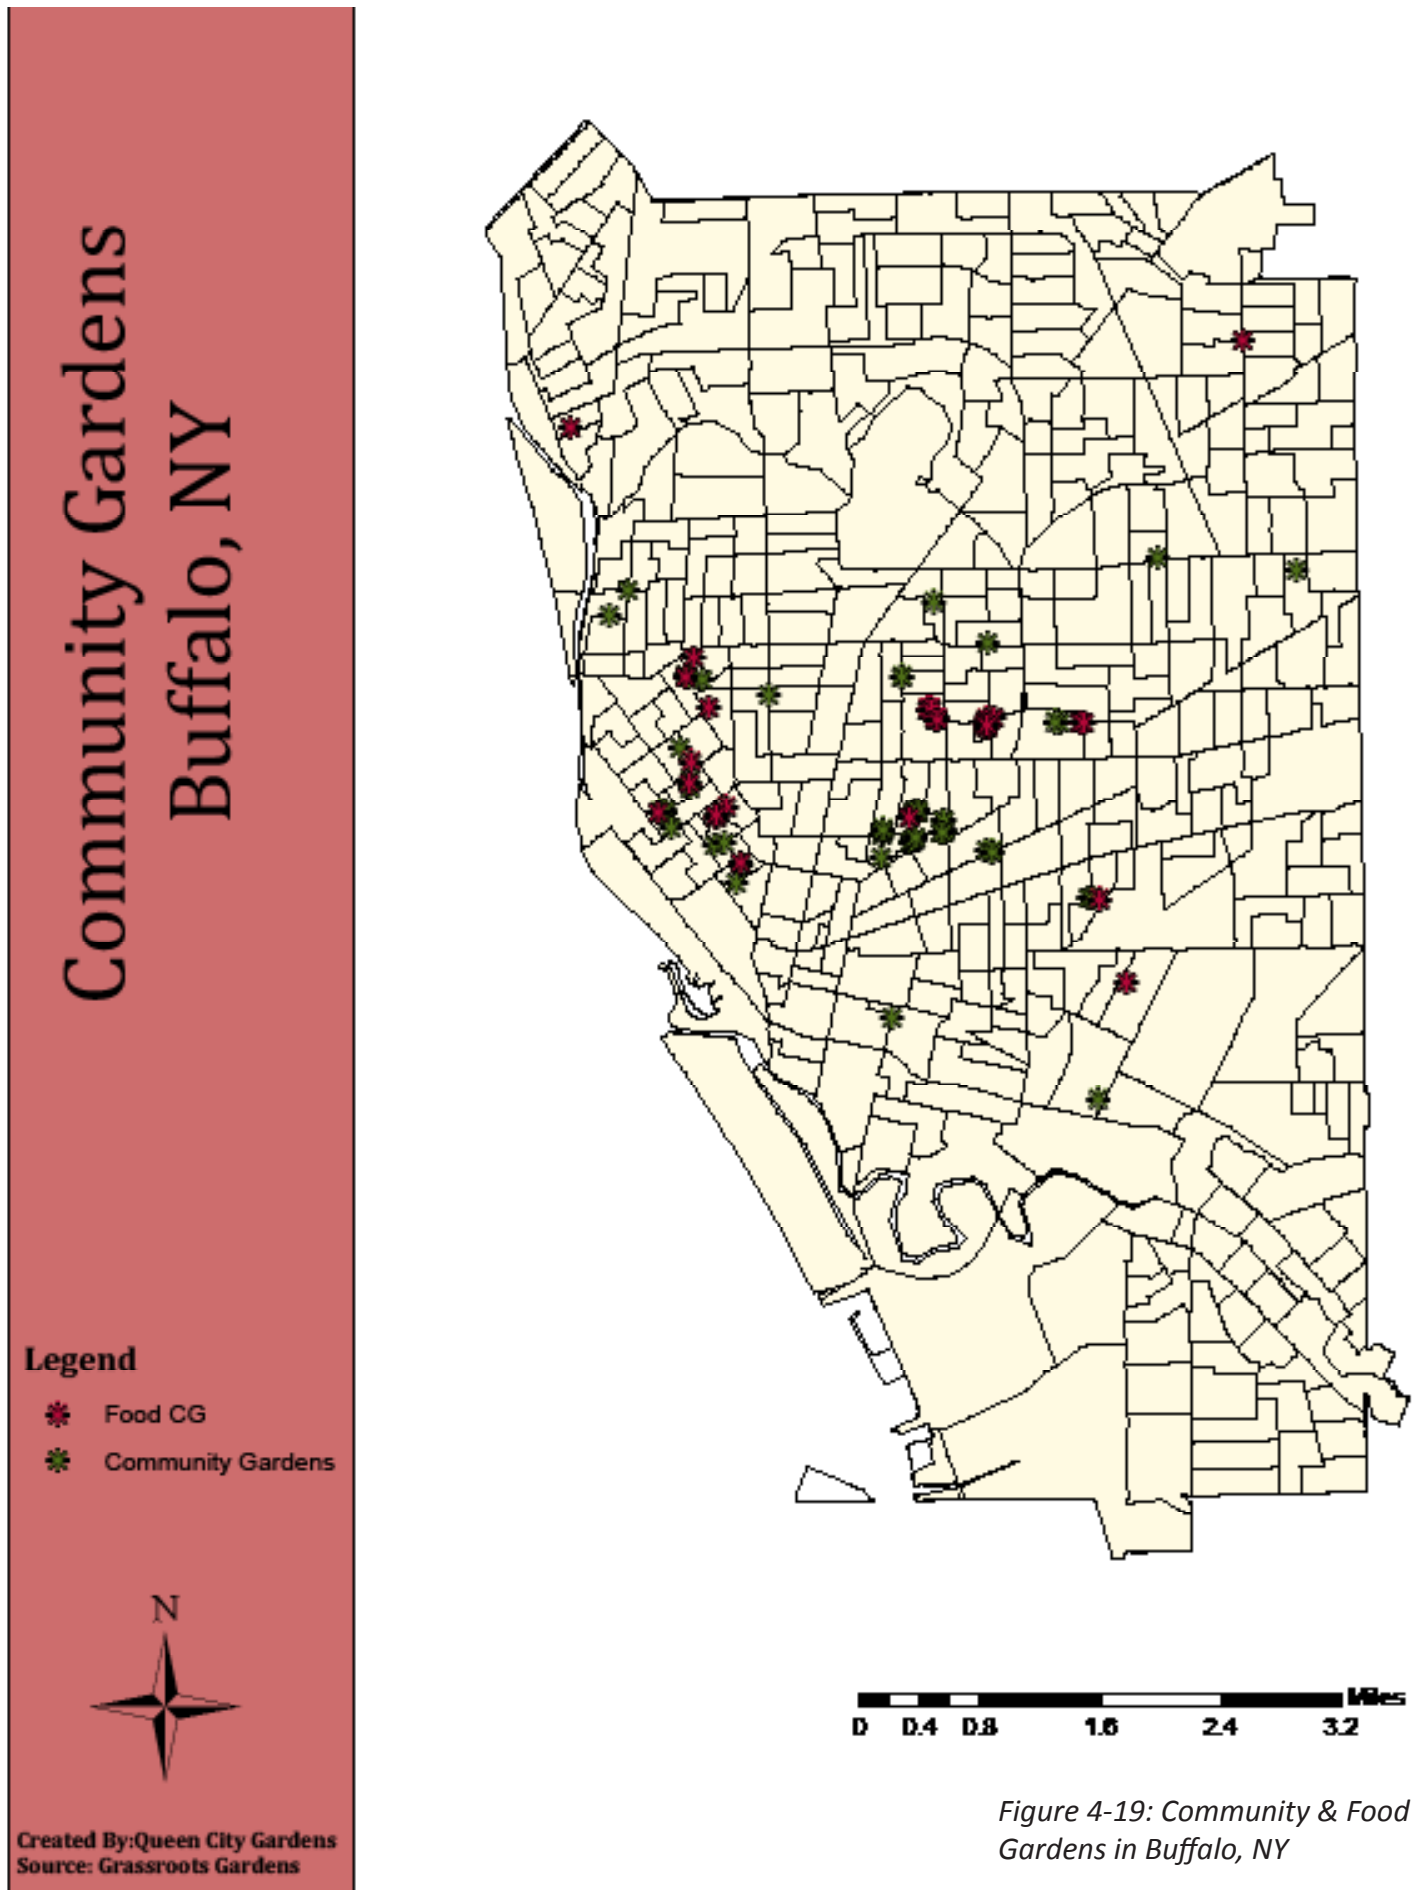 Community Gardens
Buffalo, NY
Legend
Food CG
Community Gardens
N
Created By:Queen City Gardens
Source: Grassroots Gardens
Miles
0 0.4 0.8 1.6 2.4 3.2
Figure 4-19: Community & Food
Gardens in Buffalo, NY